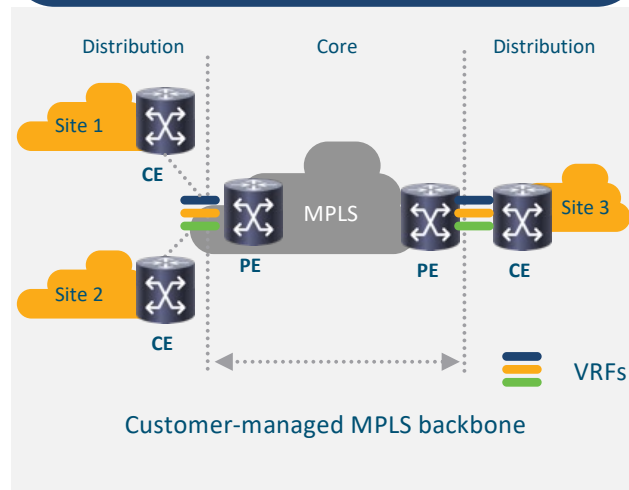 Distribution
Core
Distribution
Site 1
CE
MPLS
Site 3
PE
PE
CE
Site 2
CE
VRFs
Customer-managed MPLS backbone